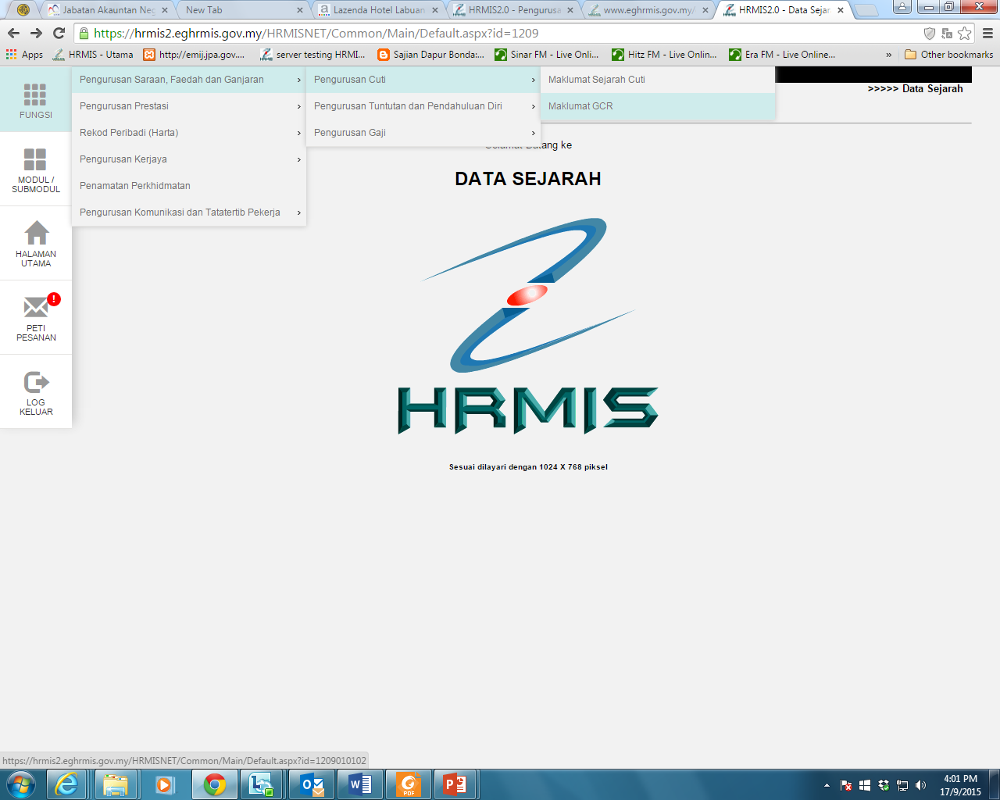 Jabatan Akauntan Neg
New Tab
Lazenda Hotel Labuan
HRMIS2.0 - Pengurusa
www.eghrmis.gov.my/
HRMIS2.0 - Data Sejar
https://hrmis2.eghrmis.gov.my/HRMISNET/Common/Main/Default.aspx?id=1209
Apps
HRMIS - Utama
http://emij.jpa.gov....
server testing HRMI...
Sajian Dapur Bonda:...
Sinar FM - Live Onli...
Hitz FM - Live Onlin...
Era FM - Live Online...
»
Other bookmarks
FUNGSI
MODUL /
SUBMODUL
HALAMAN
UTAMA
!
PETI
PESANAN
LOG
KELUAR
Pengurusan Saraan, Faedah dan Ganjaran
Pengurusan Prestasi
Rekod Peribadi (Harta)
Pengurusan Kerjaya
Penamatan Perkhidmatan
Pengurusan Komunikasi dan Tatatertib Pekerja
Pengurusan Cuti
Pengurusan Tuntutan dan Pendahuluan Diri
Pengurusan Gaji
Maklumat Sejarah Cuti
Maklumat GCR
>>>>> Data Sejarah
Selamat Datang ke
DATA SEJARAH
HRMIS
Sesuai dilayari dengan 1024 X 768 piksel
https://hrmis2.eghrmis.gov.my/HRMISNET/Common/Main/Default.aspx?id=1209010102
PDF
4:01 PM
17/9/2015